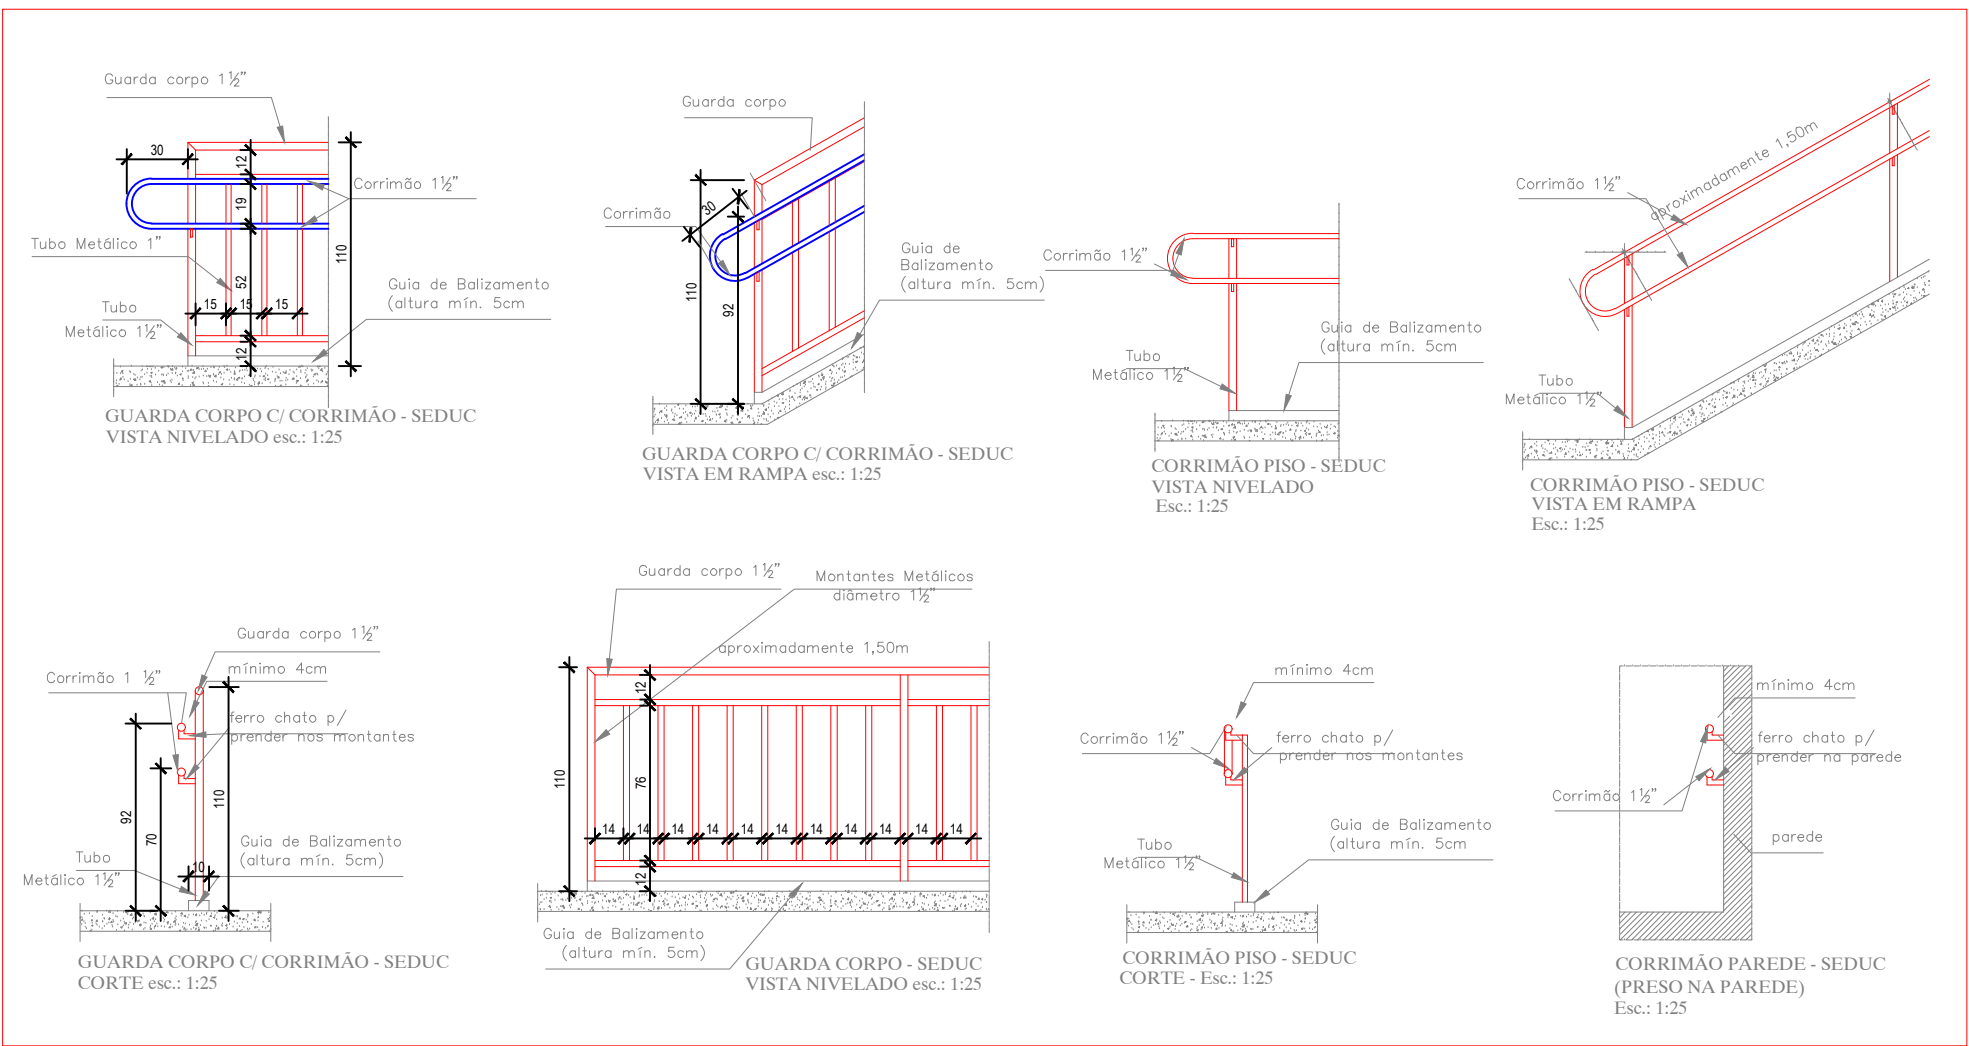 Guarda corpo 1½"
30
12
Corrimão 1½"
19
Tubo Metálico 1"
110
52
Guia de Balizamento
(altura mín. 5cm
15
15
15
Tubo
Metálico 1½"
12
GUARDA CORPO C/ CORRIMÃO - SEDUC
VISTA NIVELADO esc.: 1:25
Guarda corpo
30
Corrimão
Guia de
Balizamento
(altura mín. 5cm)
110
92
GUARDA CORPO C/ CORRIMÃO - SEDUC
VISTA EM RAMPA esc.: 1:25
Corrimão 1½"
Guia de Balizamento
(altura mín. 5cm
Tubo
Metálico 1½"
CORRIMÃO PISO - SEDUC
VISTA NIVELADO
Esc.: 1:25
aproximadamente 1,50m
Corrimão 1½"
Tubo
Metálico 1½"
CORRIMÃO PISO - SEDUC
VISTA EM RAMPA
Esc.: 1:25
Guarda corpo 1½"
mínimo 4cm
Corrimão 1 ½"
ferro chato p/
prender nos montantes
110
92
70
Guia de Balizamento
(altura mín. 5cm)
Tubo
Metálico 1½"
10
GUARDA CORPO C/ CORRIMÃO - SEDUC
CORTE esc.: 1:25
Guarda corpo 1½"
Montantes Metálicos
diâmetro 1½"
aproximadamente 1,50m
12
110
76
14
14
14
14
14
14
14
14
14
14
14
12
Guia de Balizamento
(altura mín. 5cm)
GUARDA CORPO - SEDUC
VISTA NIVELADO esc.: 1:25
mínimo 4cm
Corrimão 1½"
ferro chato p/
prender nos montantes
Guia de Balizamento
(altura mín. 5cm
Tubo
Metálico 1½"
CORRIMÃO PISO - SEDUC
CORTE - Esc.: 1:25
mínimo 4cm
ferro chato p/
prender na parede
Corrimão 1½"
parede
CORRIMÃO PAREDE - SEDUC
(PRESO NA PAREDE)
Esc.: 1:25